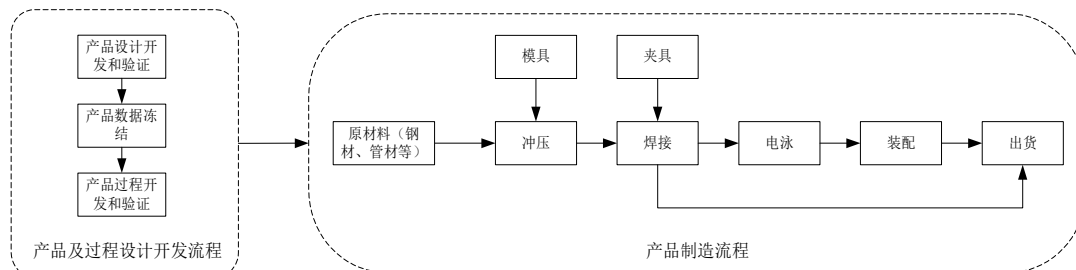 产品设计开
发和验证
产品数据冻
结
产品过程开
发和验证
产品及过程设计开发流程
模具
夹具
原材料（钢
材、管材等）
冲压
焊接
电泳
装配
出货
产品制造流程